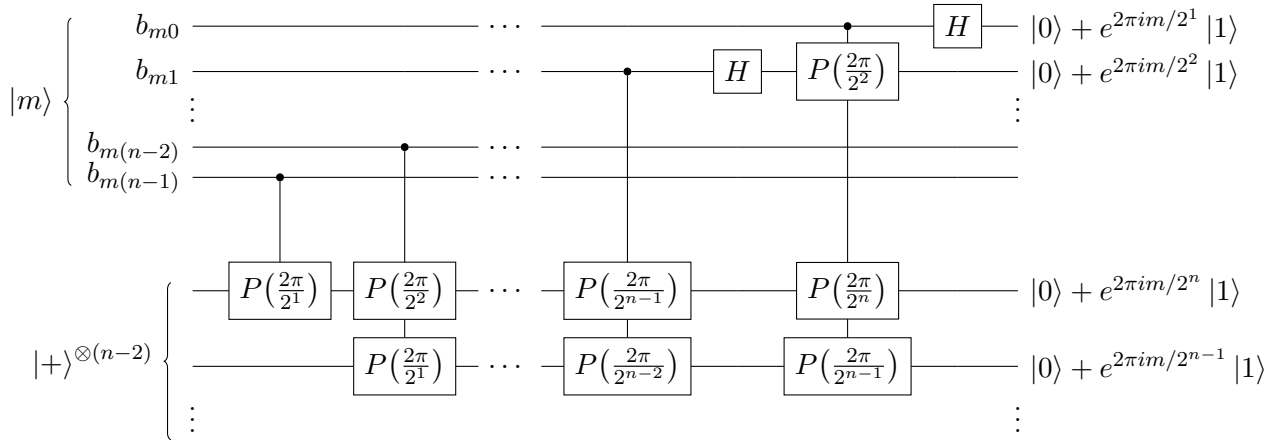 b_{m0} ··· H |0⟩ + e^{2πim/2^1} |1⟩
b_{m1} ··· H P(2π/2^2) |0⟩ + e^{2πim/2^2} |1⟩
|m⟩ ⋮ ⋮
b_{m(n−2)} ···
b_{m(n−1)} ···
P(2π/2^1) P(2π/2^2) ··· P(2π/2^{n−1}) P(2π/2^n) |0⟩ + e^{2πim/2^n} |1⟩
|+⟩^{⊗(n−2)} P(2π/2^1) ··· P(2π/2^{n−2}) P(2π/2^{n−1}) |0⟩ + e^{2πim/2^{n−1}} |1⟩
⋮ ⋮